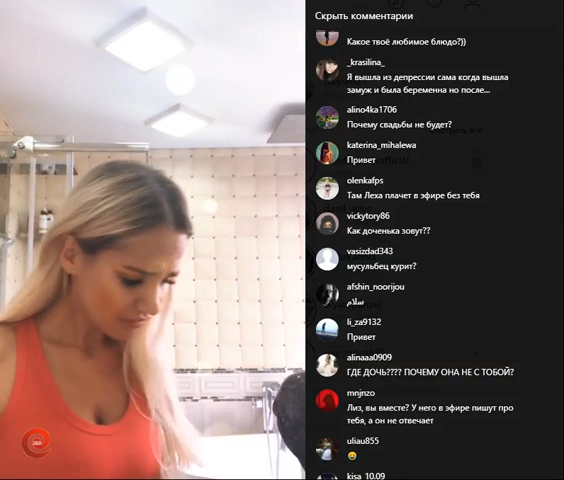 Скрыть комментарии
Какое твоё любимое блюдо?))
_krasilina_
Я вышла из депрессии сама когда вышла
замуж и была беременна но после...
alino4ka1706
Почему свадьбы не будет?
katerina_mihalewa
Привет
olenkafps
Там Леха плачет в эфире без тебя
vickytory86
Как доченька зовут??
vasizdad343
мусульбец курит?
afshin_noorijou
سلام
li_za9132
Привет
alinaaa0909
ГДЕ ДОЧЬ???? ПОЧЕМУ ОНА НЕ С ТОБОЙ?
mnjnzo
Лиз, вы вместе? У него в эфире пишут про
тебя, а он не отвечает
uliau855
😄
kisa_10.09